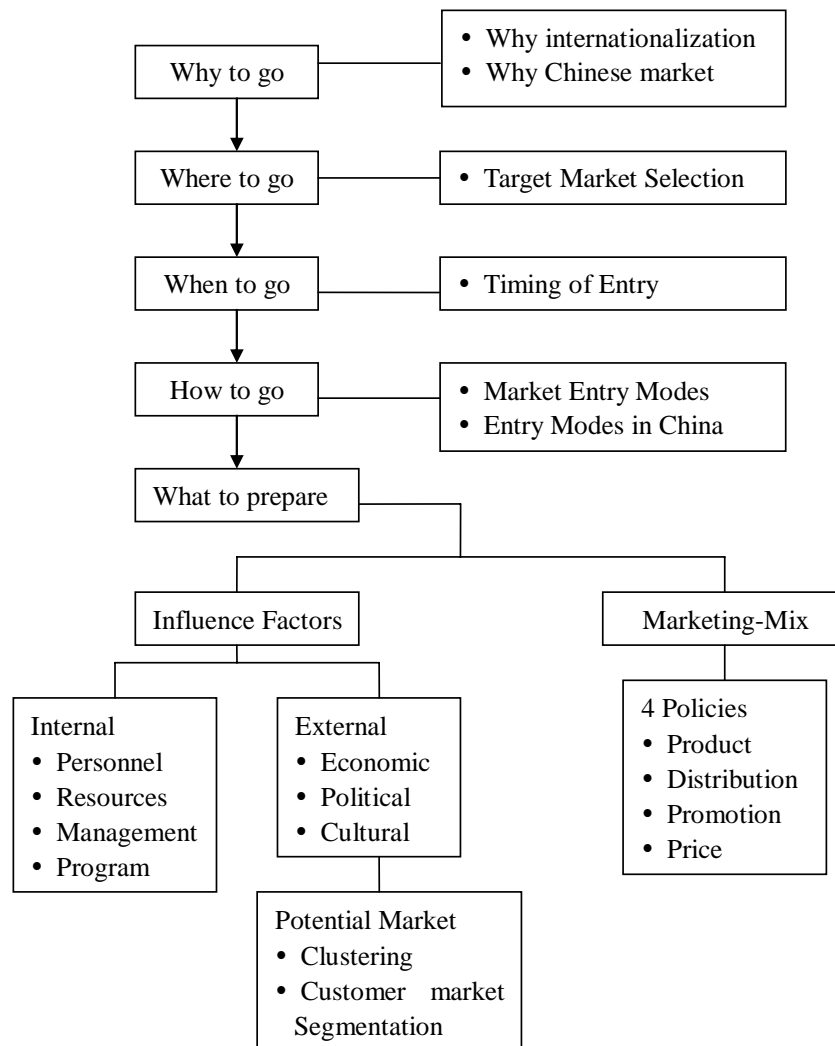 Why to go
• Why internationalization
• Why Chinese market
Where to go
• Target Market Selection
When to go
• Timing of Entry
How to go
• Market Entry Modes
• Entry Modes in China
What to prepare
Influence Factors
Marketing-Mix
Internal
• Personnel
• Resources
• Management
• Program
External
• Economic
• Political
• Cultural
4 Policies
• Product
• Distribution
• Promotion
• Price
Potential Market
• Clustering
• Customer market
Segmentation